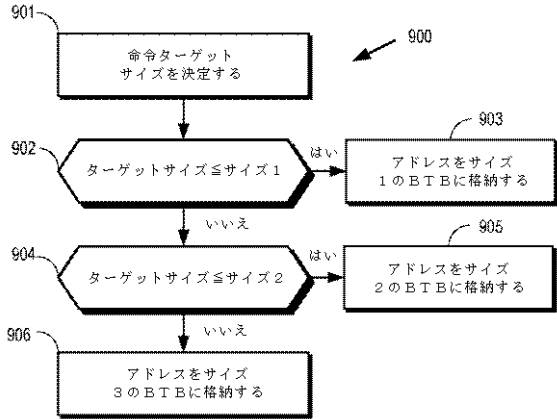 901
900
命令ターゲット
サイズを決定する
902
903
ターゲットサイズ≦サイズ1
はい
アドレスをサイズ
1のBTBに格納する
いいえ
904
905
ターゲットサイズ≦サイズ2
はい
アドレスをサイズ
2のBTBに格納する
いいえ
906
アドレスをサイズ
3のBTBに格納する